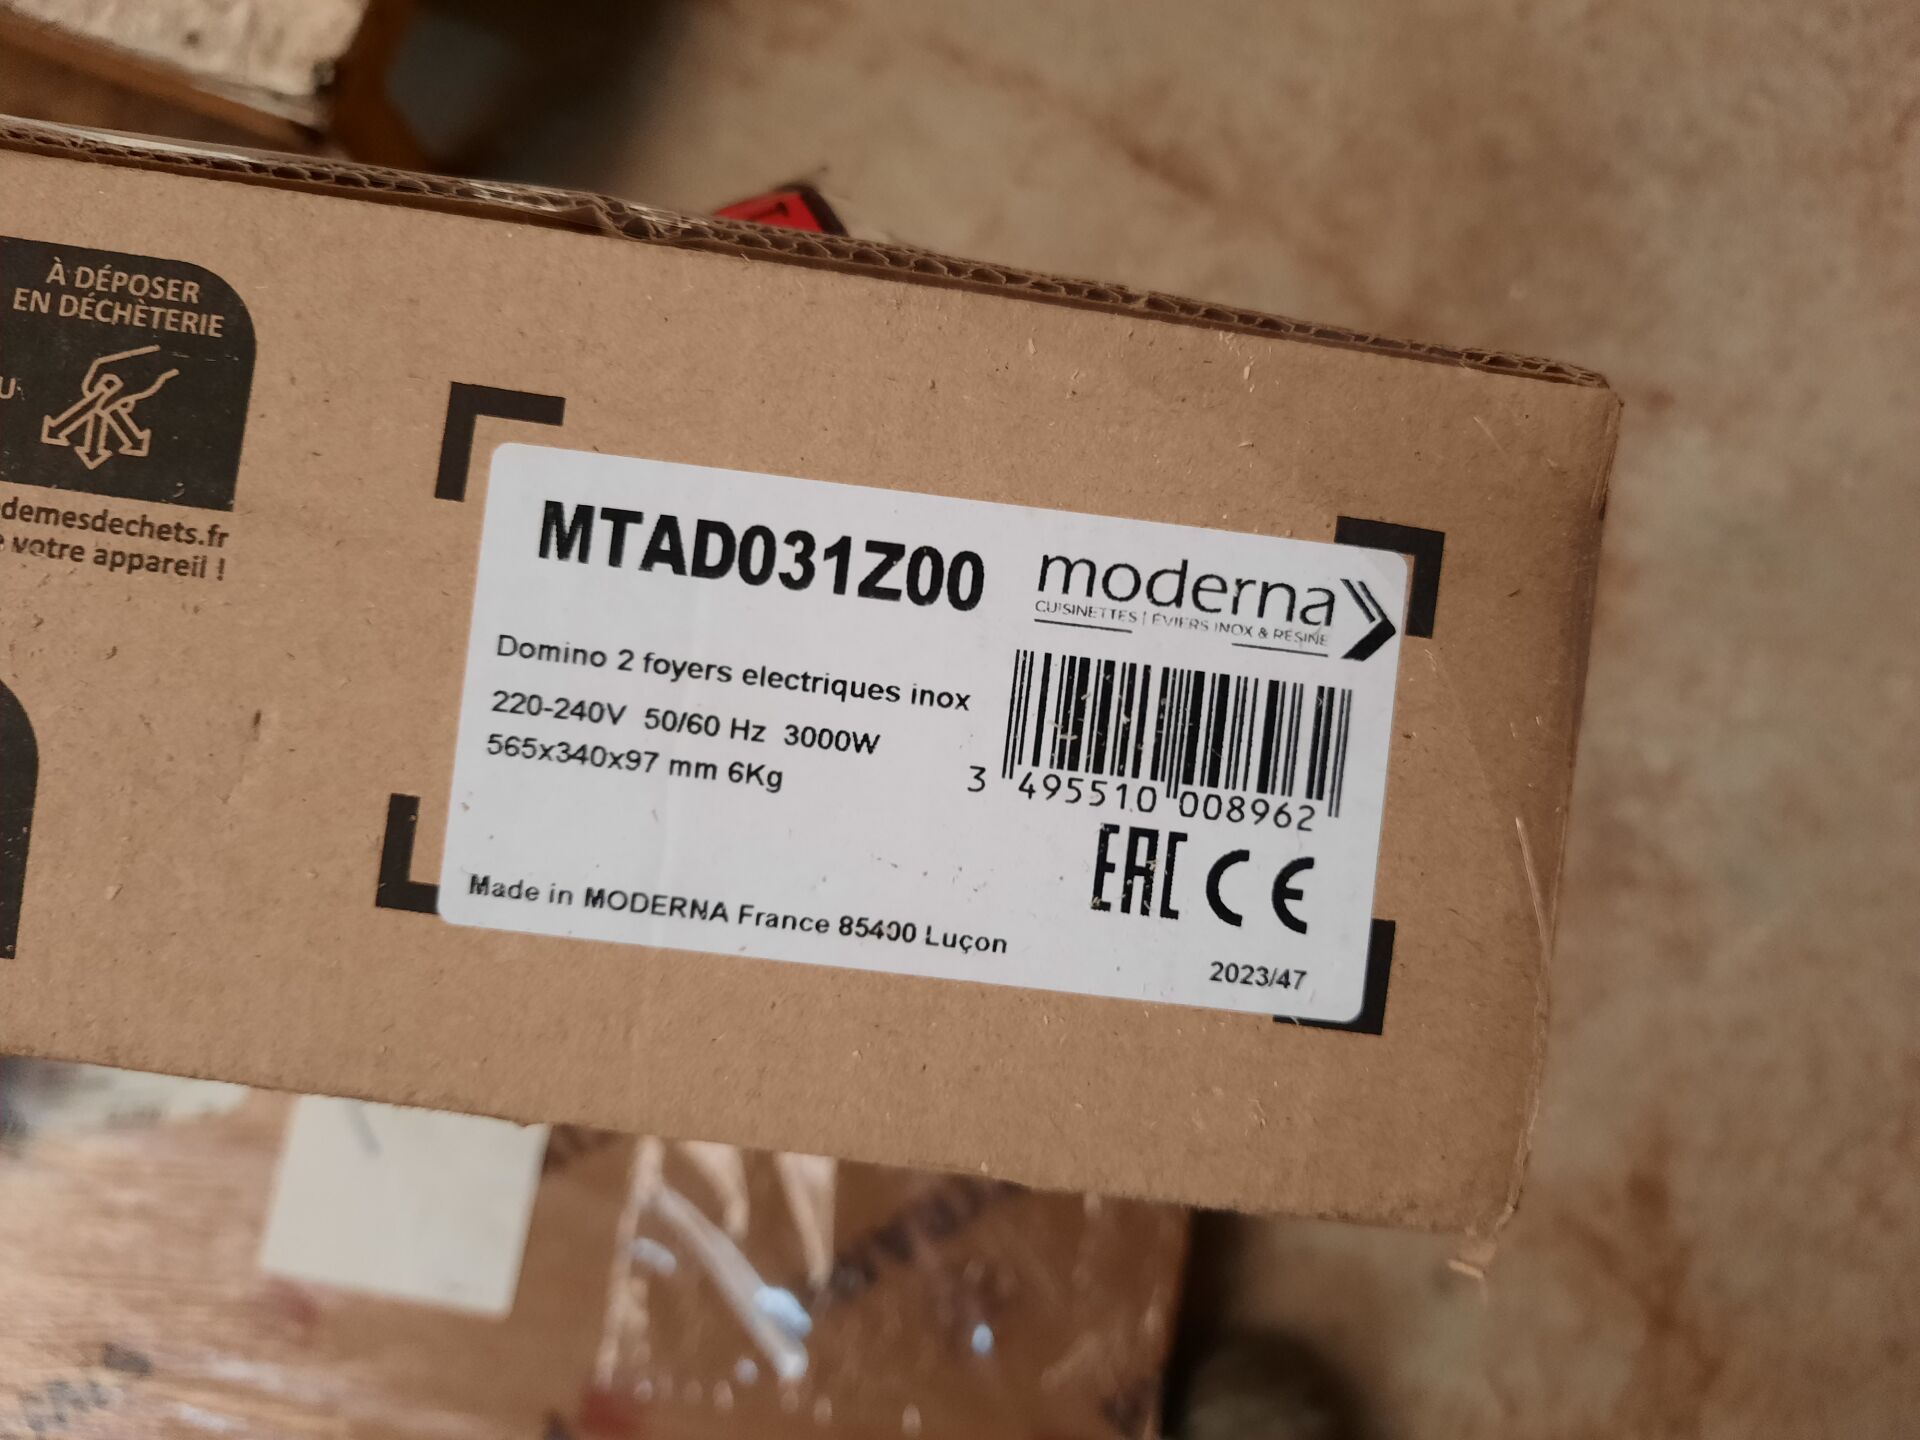 À DÉPOSER
EN DÉCHÈTERIE
votre appareil !
MTAD031Z00
moderna
CUISINETTES | ÉVIERS INOX & RÉSINE
Domino 2 foyers electriques inox
220-240V 50/60 Hz 3000W
565x340x97 mm 6Kg
3 495510 008962
EAC CE
Made in MODERNA France 85400 Luçon
2023/47